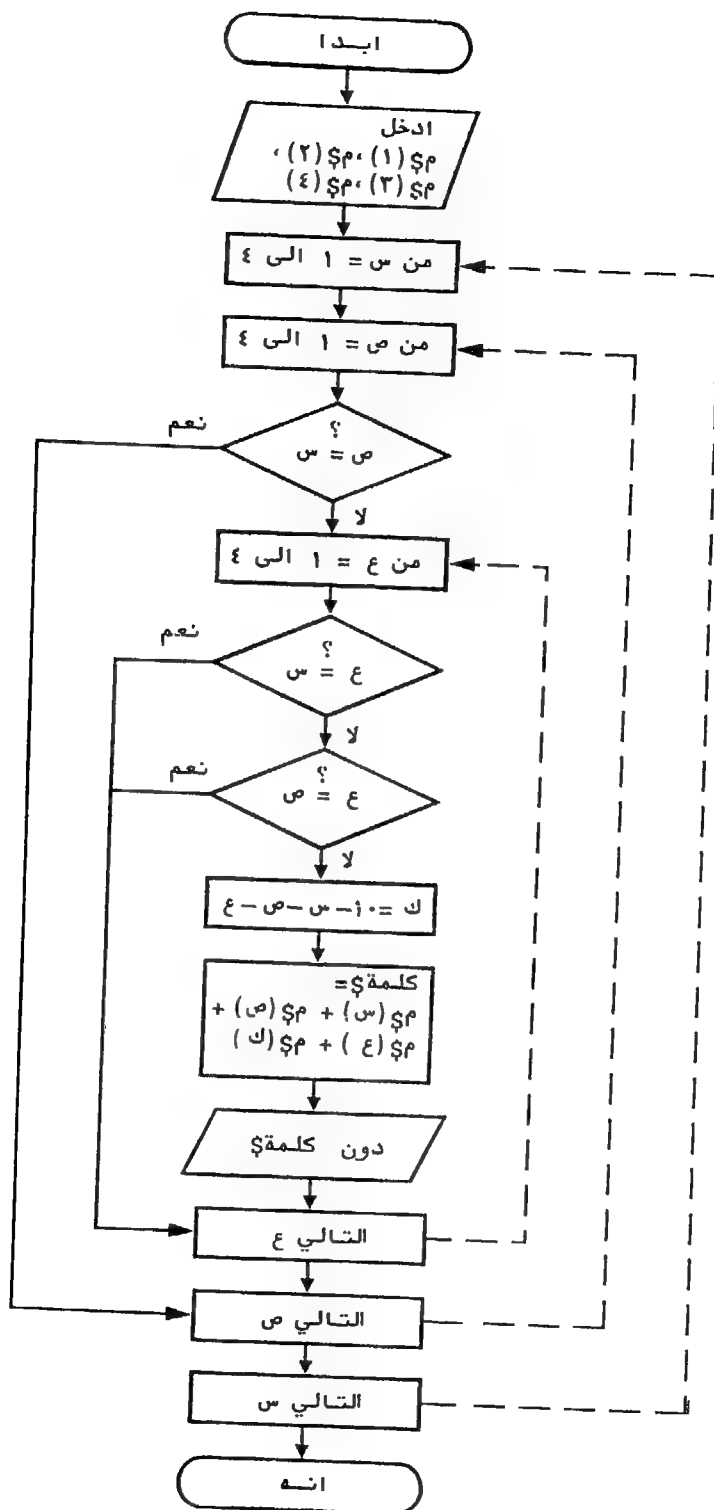 ابدا
ادخل
م$(١)،م$(٢)،
م$(٣)،م$(٤)
من س = ١ الى ٤
من ص = ١ الى ٤
نعم
؟
ص = س
لا
من ع = ١ الى ٤
نعم
؟
ع = س
لا
نعم
؟
ع = ص
لا
ك = ١٠-س-ص-ع
كلمة$=
م$(س) + م$(ص) +
م$(ع) + م$(ك)
دون كلمة$
التالي ع
التالي ص
التالي س
انه